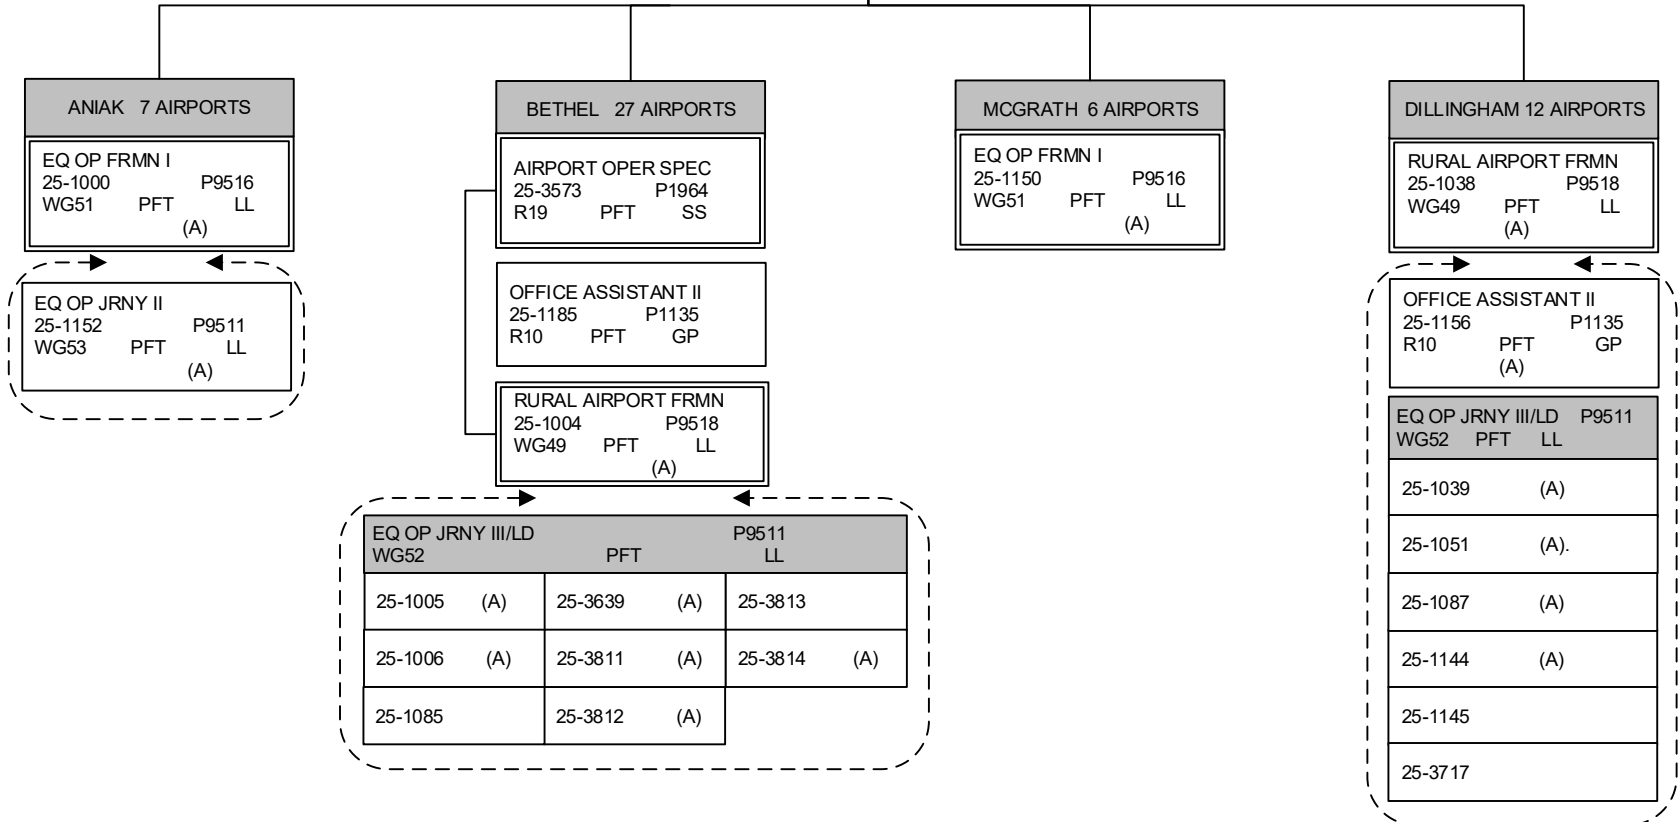 ANIAK 7 AIRPORTS
EQ OP FRMN I
25-1000 P9516
WG51 PFT LL
(A)
EQ OP JRNY II
25-1152 P9511
WG53 PFT LL
(A)
BETHEL 27 AIRPORTS
AIRPORT OPER SPEC
25-3573 P1964
R19 PFT SS
OFFICE ASSISTANT II
25-1185 P1135
R10 PFT GP
RURAL AIRPORT FRMN
25-1004 P9518
WG49 PFT LL
(A)
EQ OP JRNY III/LD P9511
WG52 PFT LL
25-1005 (A) 25-3639 (A) 25-3813
25-1006 (A) 25-3811 (A) 25-3814 (A)
25-1085 25-3812 (A)
MCGRATH 6 AIRPORTS
EQ OP FRMN I
25-1150 P9516
WG51 PFT LL
(A)
DILLINGHAM 12 AIRPORTS
RURAL AIRPORT FRMN
25-1038 P9518
WG49 PFT LL
(A)
OFFICE ASSISTANT II
25-1156 P1135
R10 PFT GP
(A)
EQ OP JRNY III/LD P9511
WG52 PFT LL
25-1039 (A)
25-1051 (A).
25-1087 (A)
25-1144 (A)
25-1145
25-3717